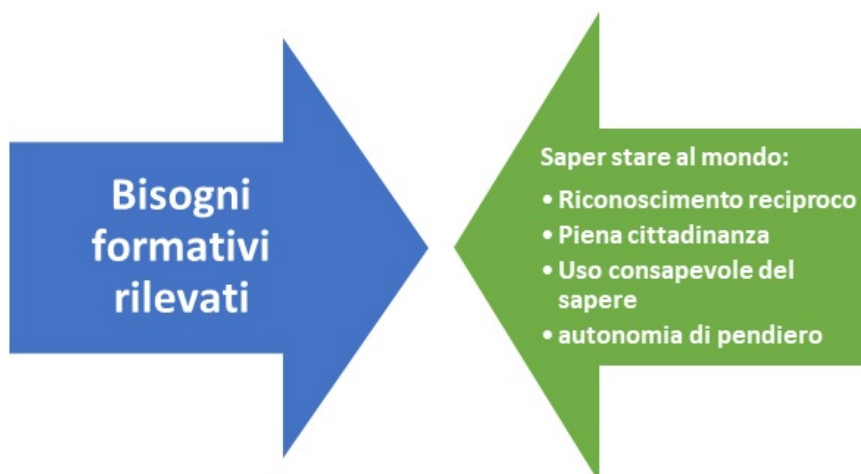 Bisogni
formativi
rilevati
Saper stare al mondo:
• Riconoscimento reciproco
• Piena cittadinanza
• Uso consapevole del
sapere
• autonomia di pendiero